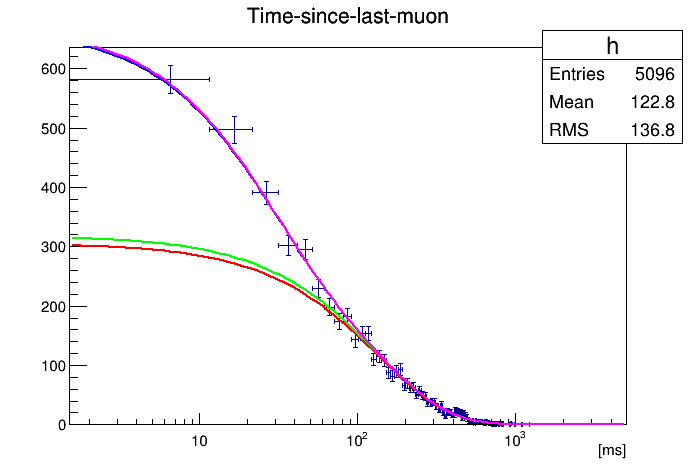 Time-since-last-muon
h
Entries 5096
Mean 122.8
RMS 136.8
600
500
400
300
200
100
0
10 10² 10³
[ms]